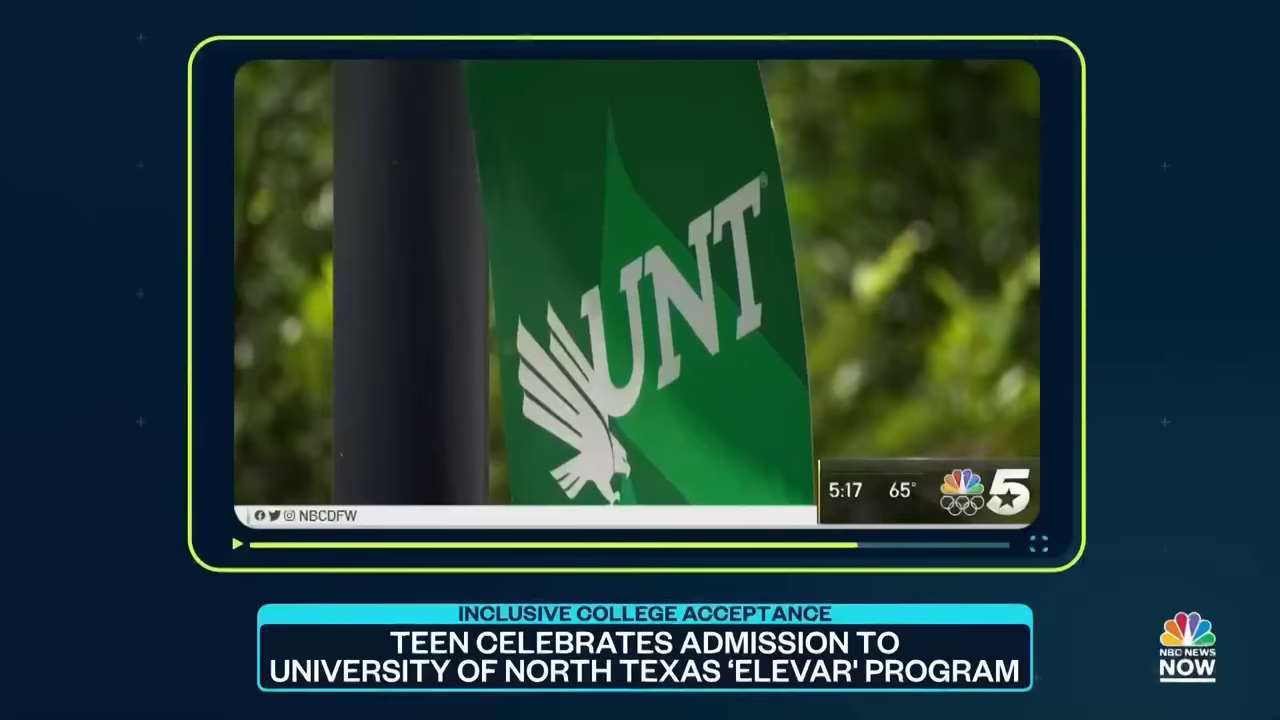 UNT
5:17 65°
5
NBCDFW
INCLUSIVE COLLEGE ACCEPTANCE
TEEN CELEBRATES ADMISSION TO
UNIVERSITY OF NORTH TEXAS ‘ELEVAR' PROGRAM
NBC NEWS
NOW